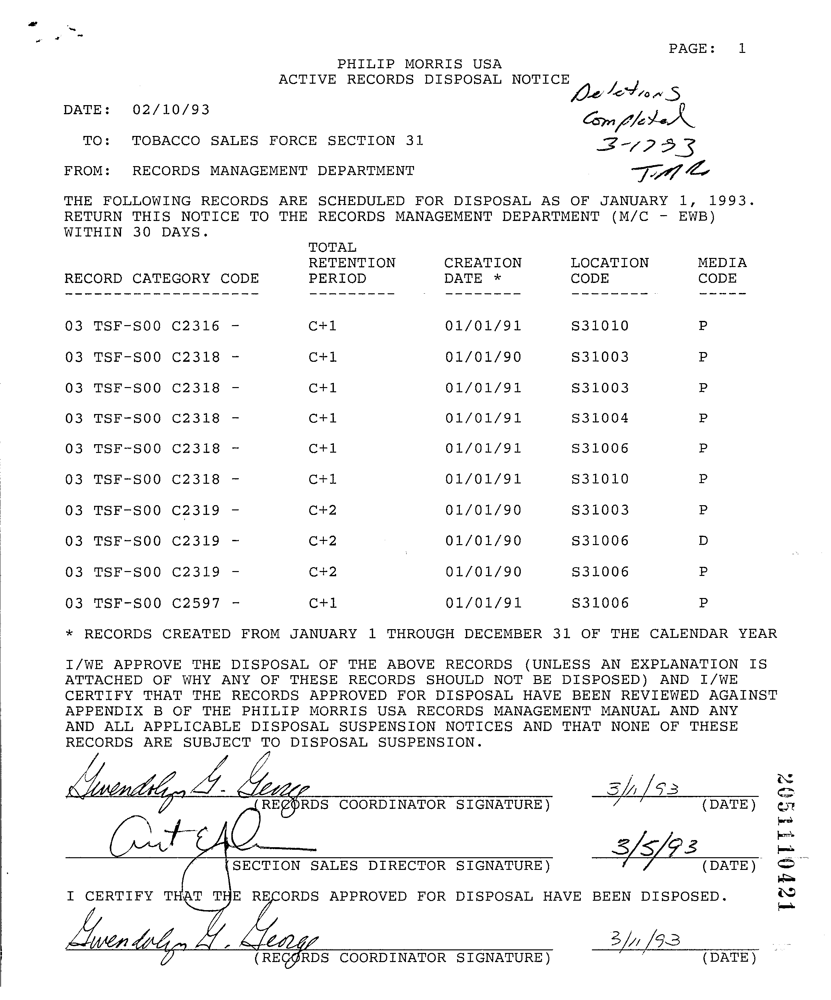 PAGE: 1
PHILIP MORRIS USA
ACTIVE RECORDS DISPOSAL NOTICE
Deletions
Completed
DATE: 02/10/93
TO: TOBACCO SALES FORCE SECTION 31
FROM: RECORDS MANAGEMENT DEPARTMENT
THE FOLLOWING RECORDS ARE SCHEDULED FOR DISPOSAL AS OF JANUARY 1, 1993.
RETURN THIS NOTICE TO THE RECORDS MANAGEMENT DEPARTMENT (M/C - EWB)
WITHIN 30 DAYS.
TOTAL
RETENTION CREATION LOCATION MEDIA
RECORD CATEGORY CODE PERIOD DATE * CODE CODE
03 TSF-S00 C2316 - C+1 01/01/91 S31010 P
03 TSF-S00 C2318 - C+1 01/01/90 S31003 P
03 TSF-S00 C2318 - C+1 01/01/91 S31003 P
03 TSF-S00 C2318 - C+1 01/01/91 S31004 P
03 TSF-S00 C2318 - C+1 01/01/91 S31006 P
03 TSF-S00 C2318 - C+1 01/01/91 S31010 P
03 TSF-S00 C2319 - C+2 01/01/90 S31003 P
03 TSF-S00 C2319 - C+2 01/01/90 S31006 D
03 TSF-S00 C2319 - C+2 01/01/90 S31006 P
03 TSF-S00 C2597 - C+1 01/01/91 S31006 P
* RECORDS CREATED FROM JANUARY 1 THROUGH DECEMBER 31 OF THE CALENDAR YEAR
I/WE APPROVE THE DISPOSAL OF THE ABOVE RECORDS (UNLESS AN EXPLANATION IS
ATTACHED OF WHY ANY OF THESE RECORDS SHOULD NOT BE DISPOSED) AND I/WE
CERTIFY THAT THE RECORDS APPROVED FOR DISPOSAL HAVE BEEN REVIEWED AGAINST
APPENDIX B OF THE PHILIP MORRIS USA RECORDS MANAGEMENT MANUAL AND ANY
AND ALL APPLICABLE DISPOSAL SUSPENSION NOTICES AND THAT NONE OF THESE
RECORDS ARE SUBJECT TO DISPOSAL SUSPENSION.
Gwendolyn G. George 3/11/93
(RECORDS COORDINATOR SIGNATURE) (DATE)
3/5/93
(SECTION SALES DIRECTOR SIGNATURE) (DATE)
I CERTIFY THAT THE RECORDS APPROVED FOR DISPOSAL HAVE BEEN DISPOSED.
Gwendolyn G. George 3/11/93
(RECORDS COORDINATOR SIGNATURE) (DATE)
2051110421